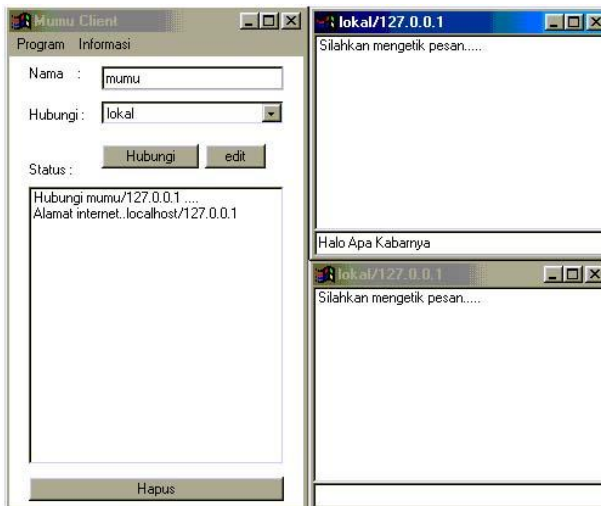 Mumu Client
Program Informasi
Nama :
mumu
Hubungi :
lokal
Hubungi edit
Status :
Hubungi mumu/127.0.0.1 ....
Alamat internet..localhost/127.0.0.1
Hapus
lokal/127.0.0.1
Silahkan mengetik pesan.....
Halo Apa Kabarnya
lokal/127.0.0.1
Silahkan mengetik pesan.....